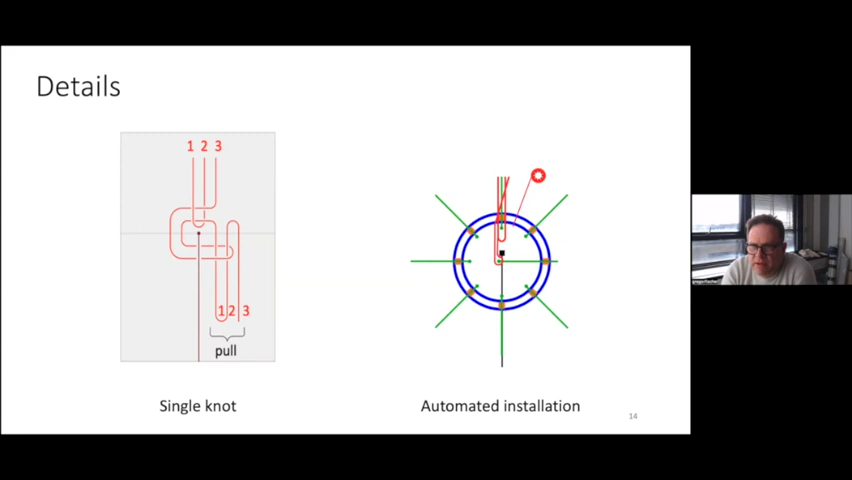 Details
1 2 3
1 2 3
pull
Single knot
Automated installation
14